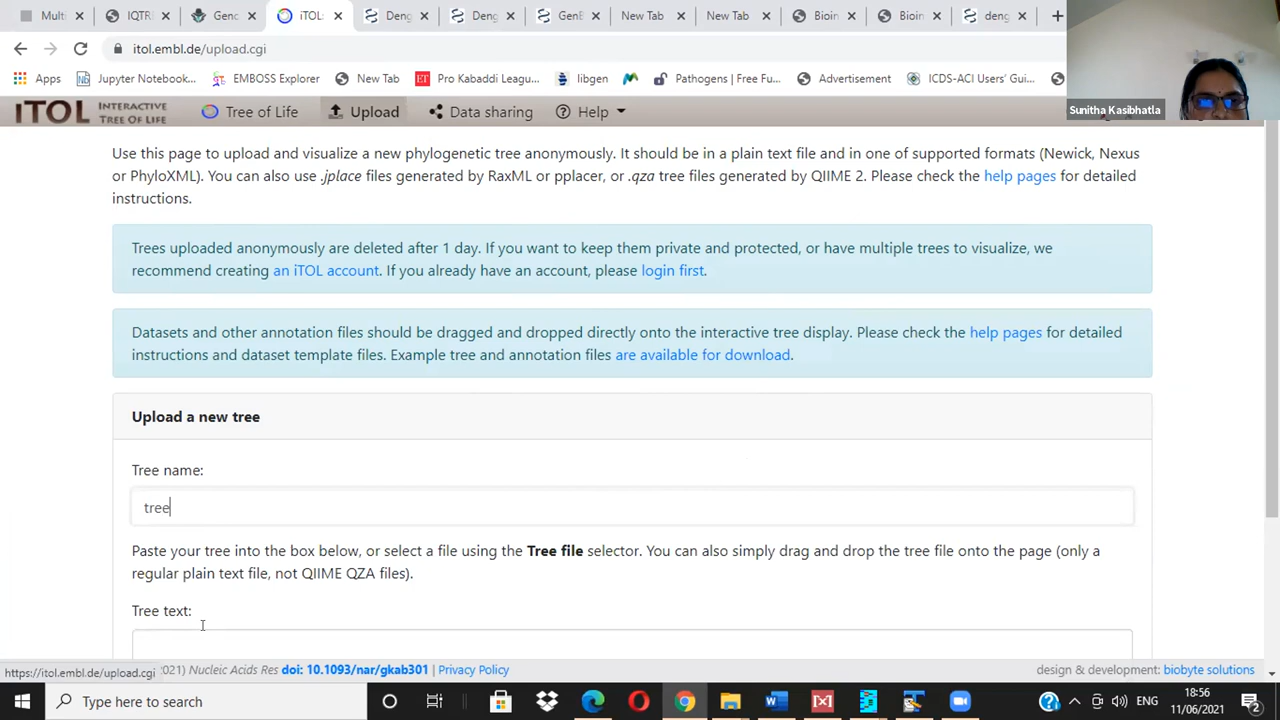 Multi
IQTRE
Genc
iTOL:
Deng
Deng
GenB
New Tab
New Tab
Bioin
Bioin
deng
itol.embl.de/upload.cgi
Apps
Jupyter Notebook...
EMBOSS Explorer
New Tab
Pro Kabaddi Leagu...
libgen
Pathogens | Free Fu...
Advertisement
ICDS-ACI Users' Gui...
Sunitha Kasibhatla
iTOL INTERACTIVE TREE OF LIFE
Tree of Life
Upload
Data sharing
Help
Use this page to upload and visualize a new phylogenetic tree anonymously. It should be in a plain text file and in one of supported formats (Newick, Nexus
or PhyloXML). You can also use .jplace files generated by RaxML or pplacer, or .qza tree files generated by QIIME 2. Please check the help pages for detailed
instructions.
Trees uploaded anonymously are deleted after 1 day. If you want to keep them private and protected, or have multiple trees to visualize, we
recommend creating an iTOL account. If you already have an account, please login first.
Datasets and other annotation files should be dragged and dropped directly onto the interactive tree display. Please check the help pages for detailed
instructions and dataset template files. Example tree and annotation files are available for download.
Upload a new tree
Tree name:
tree
Paste your tree into the box below, or select a file using the Tree file selector. You can also simply drag and drop the tree file onto the page (only a
regular plain text file, not QIIME QZA files).
Tree text:
https://itol.embl.de/upload.cgi
2021) Nucleic Acids Res doi: 10.1093/nar/gkab301 | Privacy Policy
design & development: biobyte solutions
Type here to search
ENG
18:56
11/06/2021
2